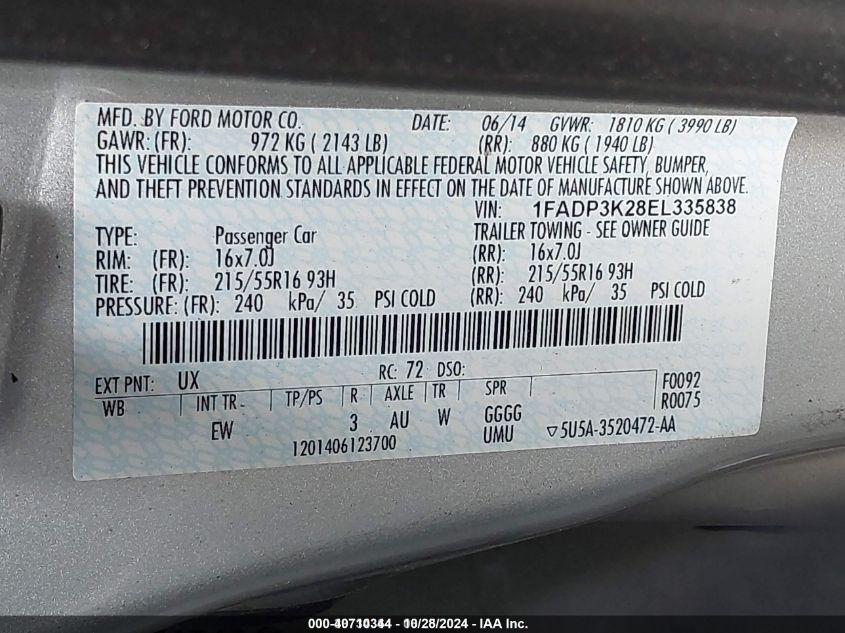 MFD. BY FORD MOTOR CO. DATE: 06/14 GVWR: 1810 KG ( 3990 LB)
GAWR: (FR): 972 KG ( 2143 LB) (RR): 880 KG ( 1940 LB)
THIS VEHICLE CONFORMS TO ALL APPLICABLE FEDERAL MOTOR VEHICLE SAFETY, BUMPER,
AND THEFT PREVENTION STANDARDS IN EFFECT ON THE DATE OF MANUFACTURE SHOWN ABOVE.
VIN: 1FADP3K28EL335838
TYPE: Passenger Car TRAILER TOWING - SEE OWNER GUIDE
RIM: (FR): 16x7.0J (RR): 16x7.0J
TIRE: (FR): 215/55R16 93H (RR): 215/55R16 93H
PRESSURE: (FR): 240 kPa/ 35 PSI COLD (RR): 240 kPa/ 35 PSI COLD
EXT PNT: UX RC: 72 DSO: F0092
WB INT TR TP/PS R AXLE TR SPR R0075
EW 3 AU W GGGG
1201406123700 UMU ▽5U5A-3520472-AA
10/28/2024 - IAA Inc.